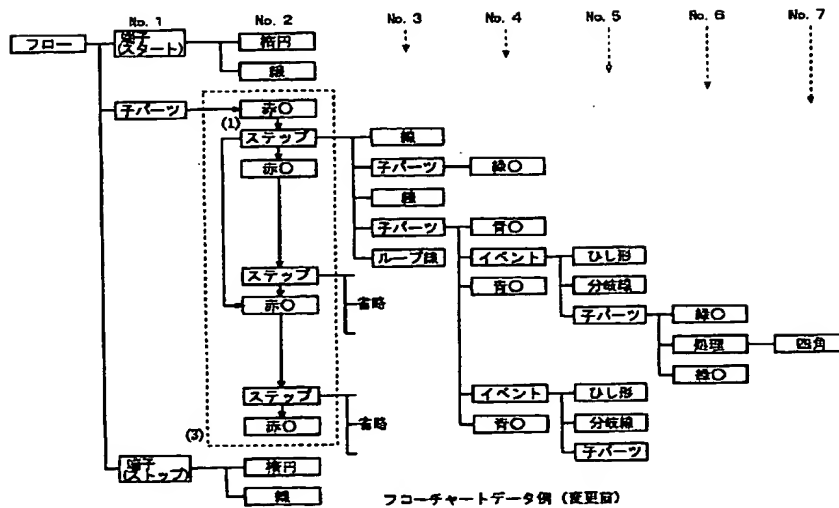 No. 1 No. 2 No. 3 No. 4 No. 5 No. 6 No. 7
フロー
端子
(スタート)
楕円
線
子パーツ
(1)
赤○
ステップ
赤○
線
子パーツ
緑○
線
子パーツ
青○
ループ線
イベント
ひし形
青○
分岐線
ステップ
赤○
省略
子パーツ
緑○
処理
四角
緑○
ステップ
省略
イベント
ひし形
(3)
赤○
青○
分岐線
子パーツ
端子
(ストップ)
楕円
線
フローチャートデータ例 (変更前)